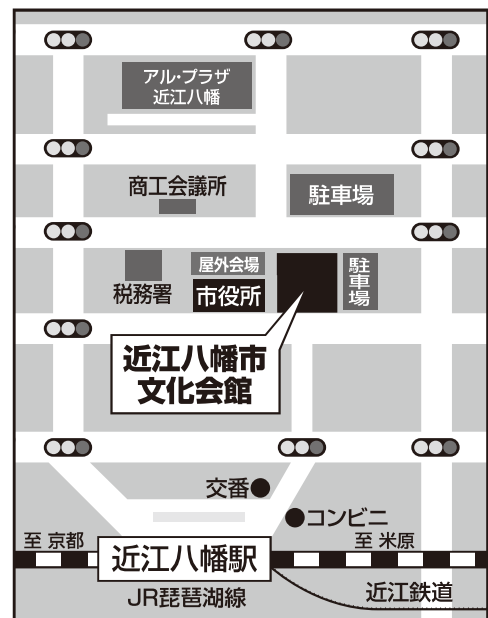 アル・プラザ
近江八幡
商工会議所
駐車場
税務署
屋外会場
市役所
駐車場
近江八幡市
文化会館
交番
コンビニ
至 京都
近江八幡駅
至 米原
JR琵琶湖線
近江鉄道